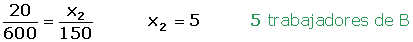 20/600 = x₂/150 x₂ = 5 5 trabajadores de B